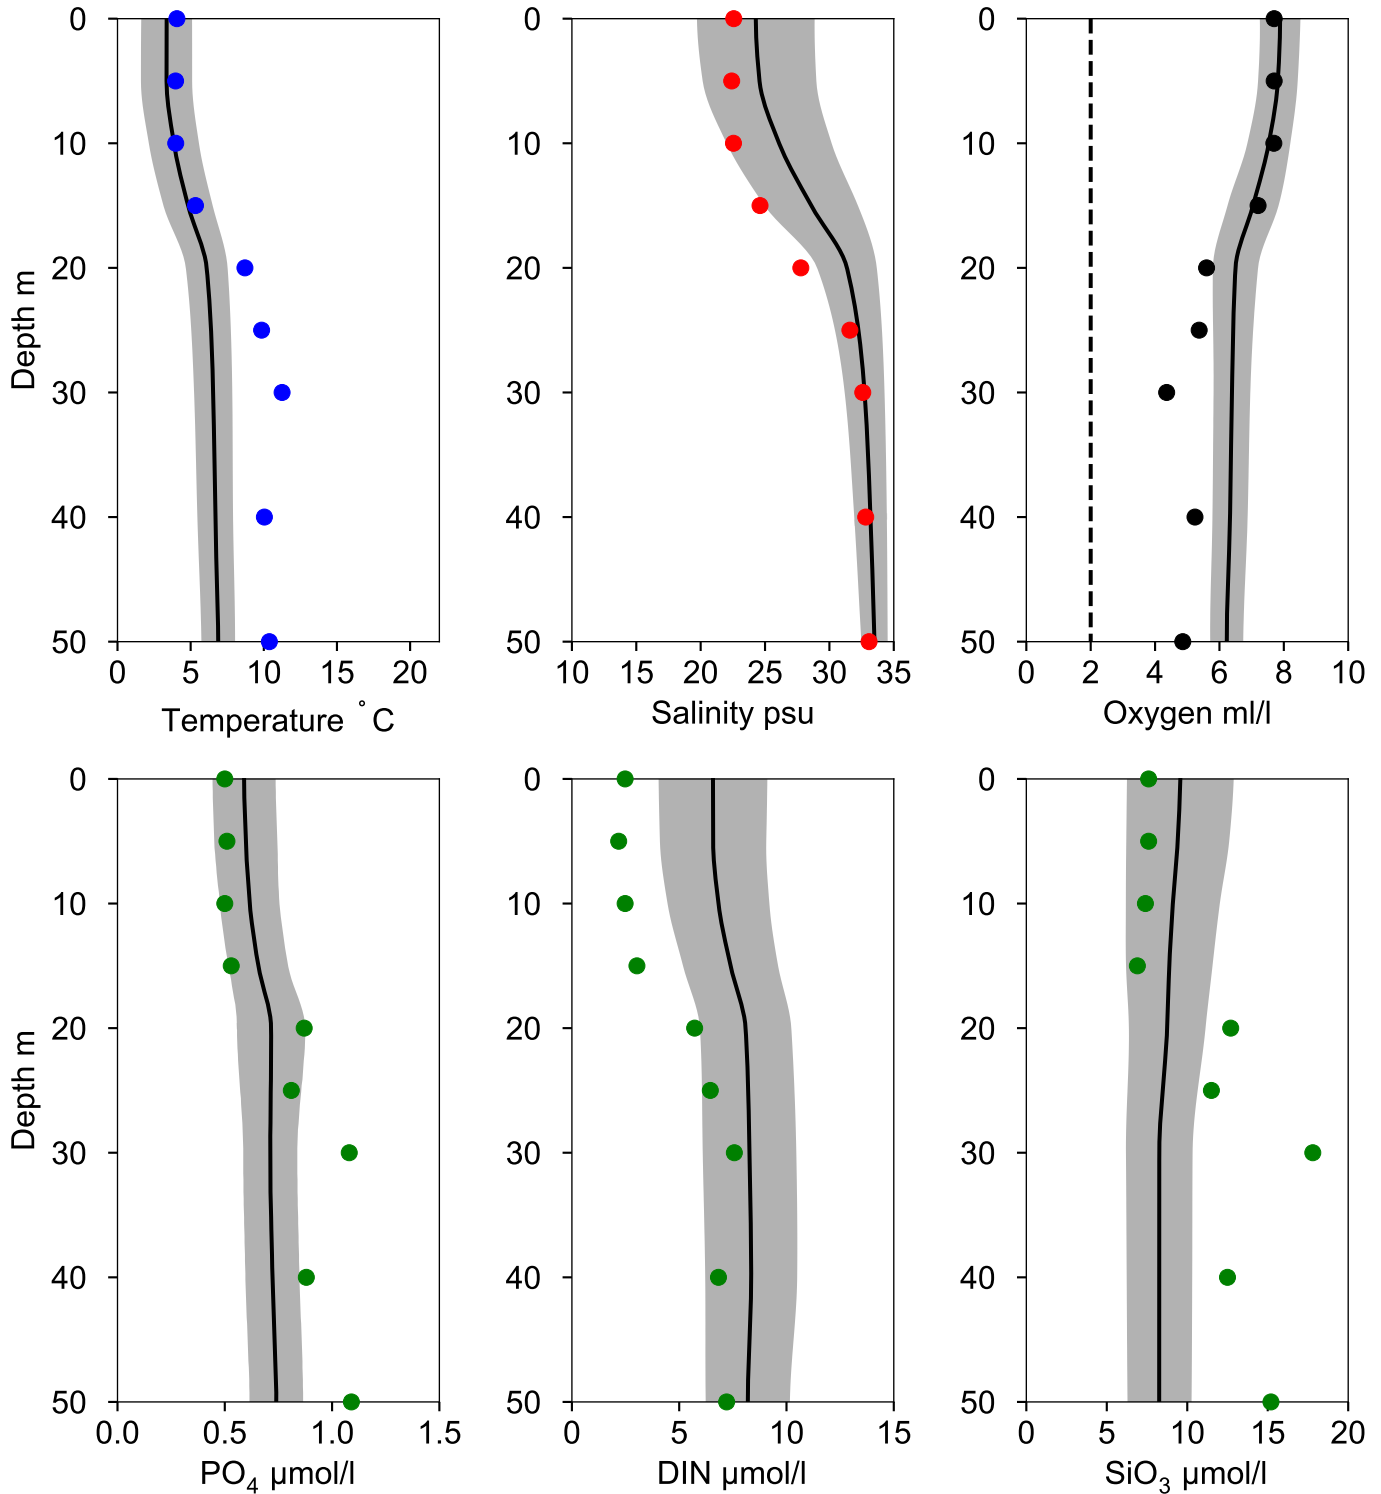 0
10
20
30
40
50
Depth m
0 5 10 15 20
Temperature ° C
0
10
20
30
40
50
10 15 20 25 30 35
Salinity psu
0
10
20
30
40
50
0 2 4 6 8 10
Oxygen ml/l
0
10
20
30
40
50
Depth m
0.0 0.5 1.0 1.5
PO₄ µmol/l
0
10
20
30
40
50
0 5 10 15
DIN µmol/l
0
10
20
30
40
50
0 5 10 15 20
SiO₃ µmol/l